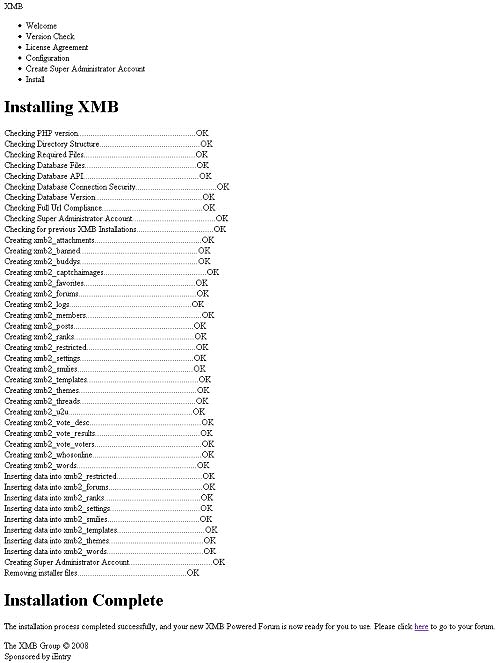 XMB
Welcome
Version Check
License Agreement
Configuration
Create Super Administrator Account
Install
Installing XMB
Checking PHP version............................................................OK
Checking Directory Structure....................................................OK
Checking Required Files.........................................................OK
Checking Database Files.........................................................OK
Checking Database API...........................................................OK
Checking Database Connection Security..........................................OK
Checking Database Version.......................................................OK
Checking Full Url Compliance....................................................OK
Checking Super Administrator Account...........................................OK
Checking for previous XMB Installations........................................OK
Creating xmb2_attachments.......................................................OK
Creating xmb2_banned............................................................OK
Creating xmb2_buddys............................................................OK
Creating xmb2_captchaimages.....................................................OK
Creating xmb2_favorites.........................................................OK
Creating xmb2_forums............................................................OK
Creating xmb2_logs..............................................................OK
Creating xmb2_members...........................................................OK
Creating xmb2_posts.............................................................OK
Creating xmb2_ranks.............................................................OK
Creating xmb2_restricted........................................................OK
Creating xmb2_settings..........................................................OK
Creating xmb2_smilies...........................................................OK
Creating xmb2_templates.........................................................OK
Creating xmb2_themes............................................................OK
Creating xmb2_threads...........................................................OK
Creating xmb2_u2u...............................................................OK
Creating xmb2_vote_desc.........................................................OK
Creating xmb2_vote_results......................................................OK
Creating xmb2_vote_voters.......................................................OK
Creating xmb2_whosonline........................................................OK
Creating xmb2_words.............................................................OK
Inserting data into xmb2_restricted.............................................OK
Inserting data into xmb2_forums.................................................OK
Inserting data into xmb2_ranks..................................................OK
Inserting data into xmb2_settings...............................................OK
Inserting data into xmb2_smilies................................................OK
Inserting data into xmb2_templates..............................................OK
Inserting data into xmb2_themes.................................................OK
Inserting data into xmb2_words..................................................OK
Creating Super Administrator Account...........................................OK
Removing installer files........................................................OK
Installation Complete
The installation process completed successfully, and your new XMB Powered Forum is now ready for you to use. Please click here to go to your forum.
The XMB Group © 2008
Sponsored by iEntry